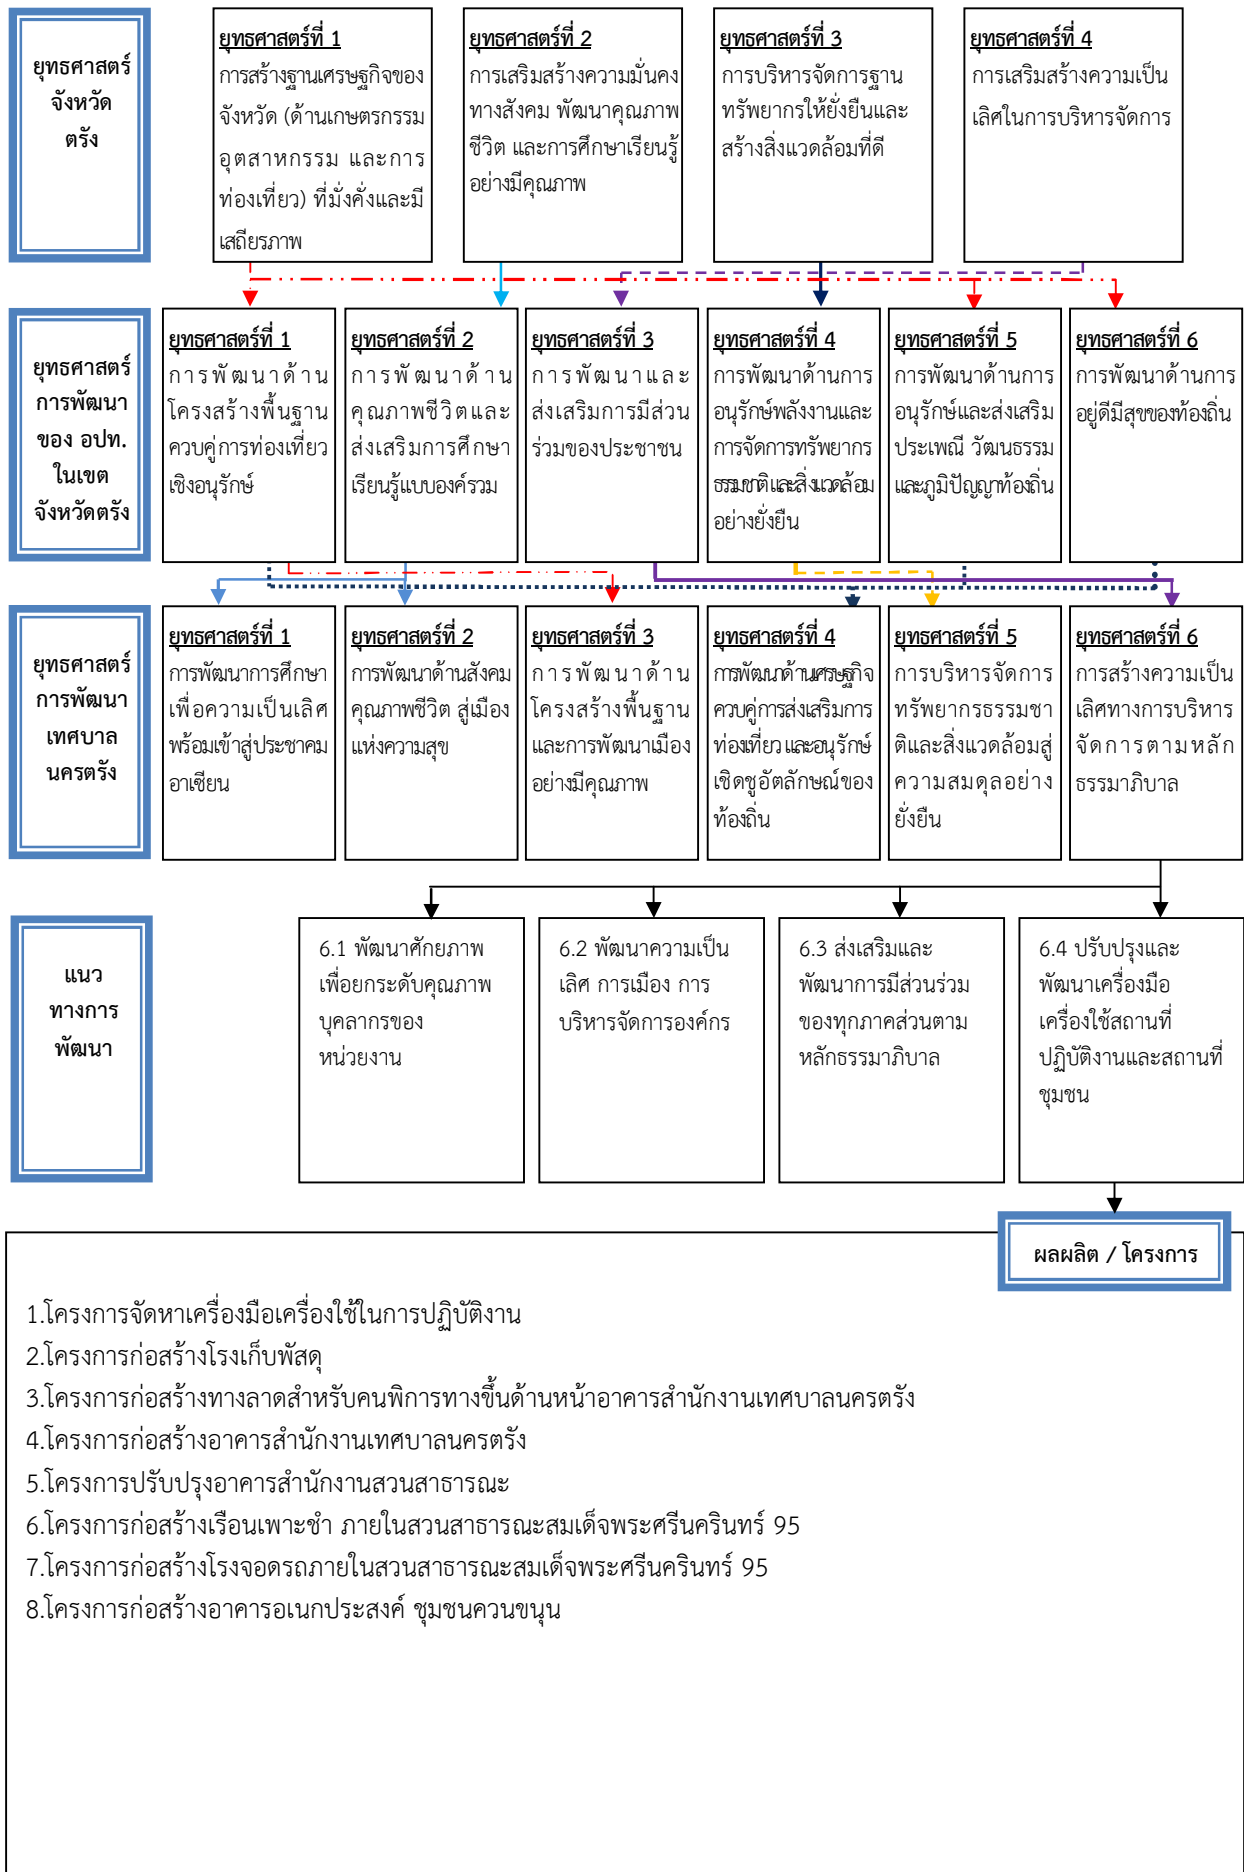 ยุทธศาสตร์
จังหวัด
ตรัง
ยุทธศาสตร์ที่ 1
การสร้างฐานเศรษฐกิจของ
จังหวัด (ด้านเกษตรกรรม
อุตสาหกรรม และการ
ท่องเที่ยว) ที่มั่งคั่งและมี
เสถียรภาพ
ยุทธศาสตร์ที่ 2
การเสริมสร้างความมั่นคง
ทางสังคม พัฒนาคุณภาพ
ชีวิต และการศึกษาเรียนรู้
อย่างมีคุณภาพ
ยุทธศาสตร์ที่ 3
การบริหารจัดการฐาน
ทรัพยากรให้ยั่งยืนและ
สร้างสิ่งแวดล้อมที่ดี
ยุทธศาสตร์ที่ 4
การเสริมสร้างความเป็น
เลิศในการบริหารจัดการ
ยุทธศาสตร์
การพัฒนา
ของ อปท.
ในเขต
จังหวัดตรัง
ยุทธศาสตร์ที่ 1
การพัฒนาด้าน
โครงสร้างพื้นฐาน
ควบคู่การท่องเที่ยว
เชิงอนุรักษ์
ยุทธศาสตร์ที่ 2
การพัฒนาด้าน
คุณภาพชีวิตและ
ส่งเสริมการศึกษา
เรียนรู้แบบองค์รวม
ยุทธศาสตร์ที่ 3
การพัฒนาและ
ส่งเสริมการมีส่วน
ร่วมของประชาชน
ยุทธศาสตร์ที่ 4
การพัฒนาด้านการ
อนุรักษ์พลังงานและ
การจัดการทรัพยากร
ธรรมชาติและสิ่งแวดล้อม
อย่างยั่งยืน
ยุทธศาสตร์ที่ 5
การพัฒนาด้านการ
อนุรักษ์และส่งเสริม
ประเพณี วัฒนธรรม
และภูมิปัญญาท้องถิ่น
ยุทธศาสตร์ที่ 6
การพัฒนาด้านการ
อยู่ดีมีสุขของท้องถิ่น
ยุทธศาสตร์
การพัฒนา
เทศบาล
นครตรัง
ยุทธศาสตร์ที่ 1
การพัฒนาการศึกษา
เพื่อความเป็นเลิศ
พร้อมเข้าสู่ประชาคม
อาเซียน
ยุทธศาสตร์ที่ 2
การพัฒนาด้านสังคม
คุณภาพชีวิต สู่เมือง
แห่งความสุข
ยุทธศาสตร์ที่ 3
การพัฒนาด้าน
โครงสร้างพื้นฐาน
และการพัฒนาเมือง
อย่างมีคุณภาพ
ยุทธศาสตร์ที่ 4
การพัฒนาด้านเศรษฐกิจ
ควบคู่การส่งเสริมการ
ท่องเที่ยว และอนุรักษ์
เชิดชูอัตลักษณ์ของ
ท้องถิ่น
ยุทธศาสตร์ที่ 5
การบริหารจัดการ
ทรัพยากรธรรมชา
ติและสิ่งแวดล้อมสู่
ความสมดุลอย่าง
ยั่งยืน
ยุทธศาสตร์ที่ 6
การสร้างความเป็น
เลิศทางการบริหาร
จัดการตามหลัก
ธรรมาภิบาล
แนว
ทางการ
พัฒนา
6.1 พัฒนาศักยภาพ
เพื่อยกระดับคุณภาพ
บุคลากรของ
หน่วยงาน
6.2 พัฒนาความเป็น
เลิศ การเมือง การ
บริหารจัดการองค์กร
6.3 ส่งเสริมและ
พัฒนาการมีส่วนร่วม
ของทุกภาคส่วนตาม
หลักธรรมาภิบาล
6.4 ปรับปรุงและ
พัฒนาเครื่องมือ
เครื่องใช้สถานที่
ปฏิบัติงานและสถานที่
ชุมชน
ผลผลิต / โครงการ
1.โครงการจัดหาเครื่องมือเครื่องใช้ในการปฏิบัติงาน
2.โครงการก่อสร้างโรงเก็บพัสดุ
3.โครงการก่อสร้างทางลาดสำหรับคนพิการทางขึ้นด้านหน้าอาคารสำนักงานเทศบาลนครตรัง
4.โครงการก่อสร้างอาคารสำนักงานเทศบาลนครตรัง
5.โครงการปรับปรุงอาคารสำนักงานสวนสาธารณะ
6.โครงการก่อสร้างเรือนเพาะชำ ภายในสวนสาธารณะสมเด็จพระศรีนครินทร์ 95
7.โครงการก่อสร้างโรงจอดรถภายในสวนสาธารณะสมเด็จพระศรีนครินทร์ 95
8.โครงการก่อสร้างอาคารอเนกประสงค์ ชุมชนควนขนุน